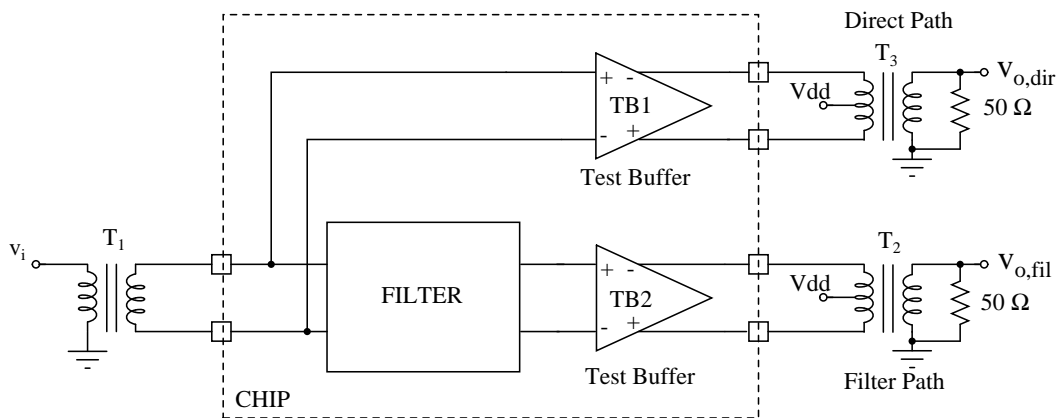 Direct Path
T3
Vo,dir
Vdd
50 Ω
+ -
TB1
- +
Test Buffer
vi
T1
FILTER
+ -
TB2
- +
Test Buffer
T2
Vo,fil
Vdd
50 Ω
Filter Path
CHIP